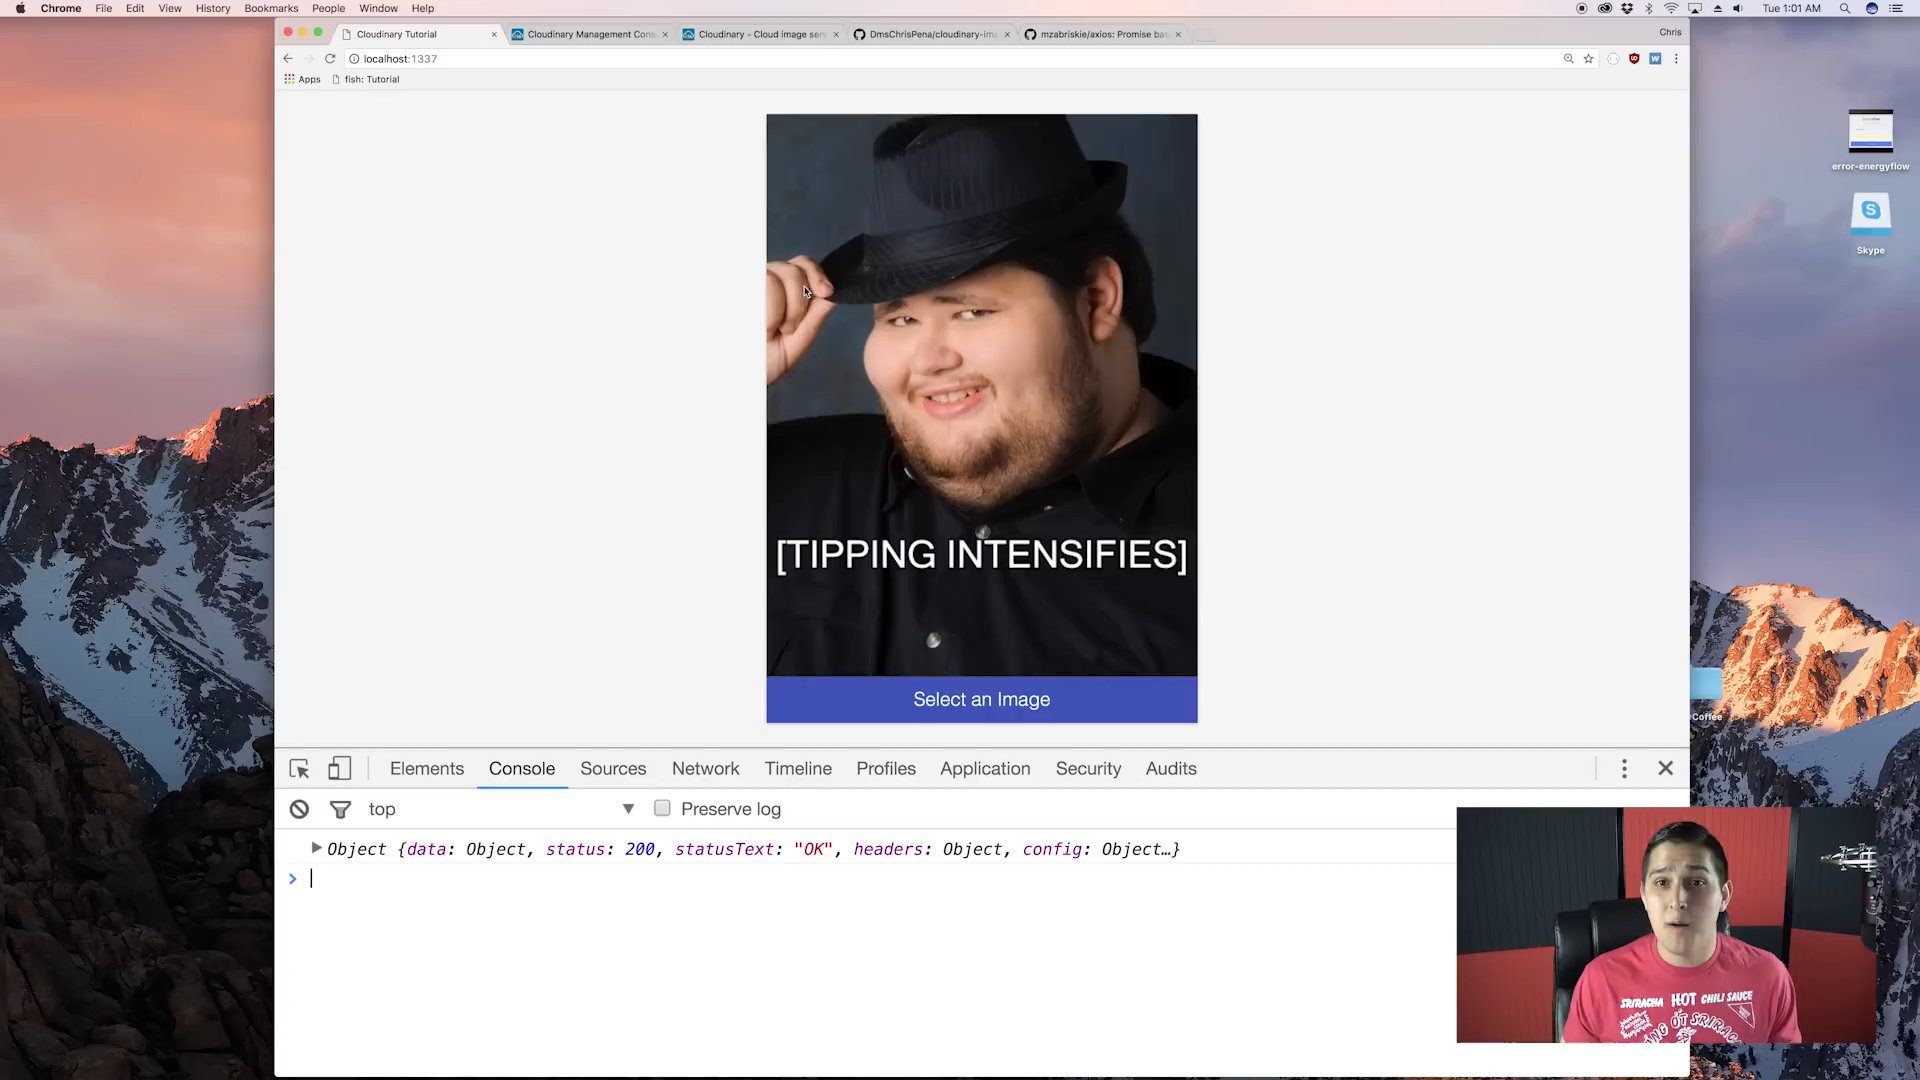 Chrome File Edit View History Bookmarks People Window Help
Tue 1:01 AM
Cloudinary Tutorial
Cloudinary Management Cons
Cloudinary - Cloud image serv
DmsChrisPena/cloudinary-im
mzabriskie/axios: Promise bas
Chris
localhost:1337
Apps
fish: Tutorial
error-energyflow
Skype
[TIPPING INTENSIFIES]
Select an Image
Coffee
Elements Console Sources Network Timeline Profiles Application Security Audits
top
Preserve log
Object {data: Object, status: 200, statusText: "OK", headers: Object, config: Object…}
SRIRACHA HOT CHILI SAUCE